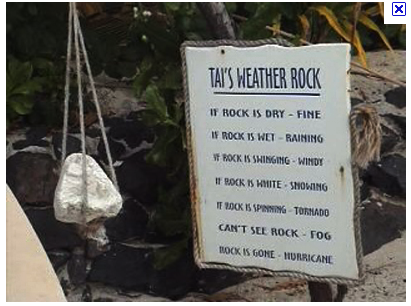 TAI'S WEATHER ROCK
IF ROCK IS DRY - FINE
IF ROCK IS WET - RAINING
IF ROCK IS SWINGING - WINDY
IF ROCK IS WHITE - SNOWING
IF ROCK IS SPINNING - TORNADO
CAN'T SEE ROCK - FOG
ROCK IS GONE - HURRICANE